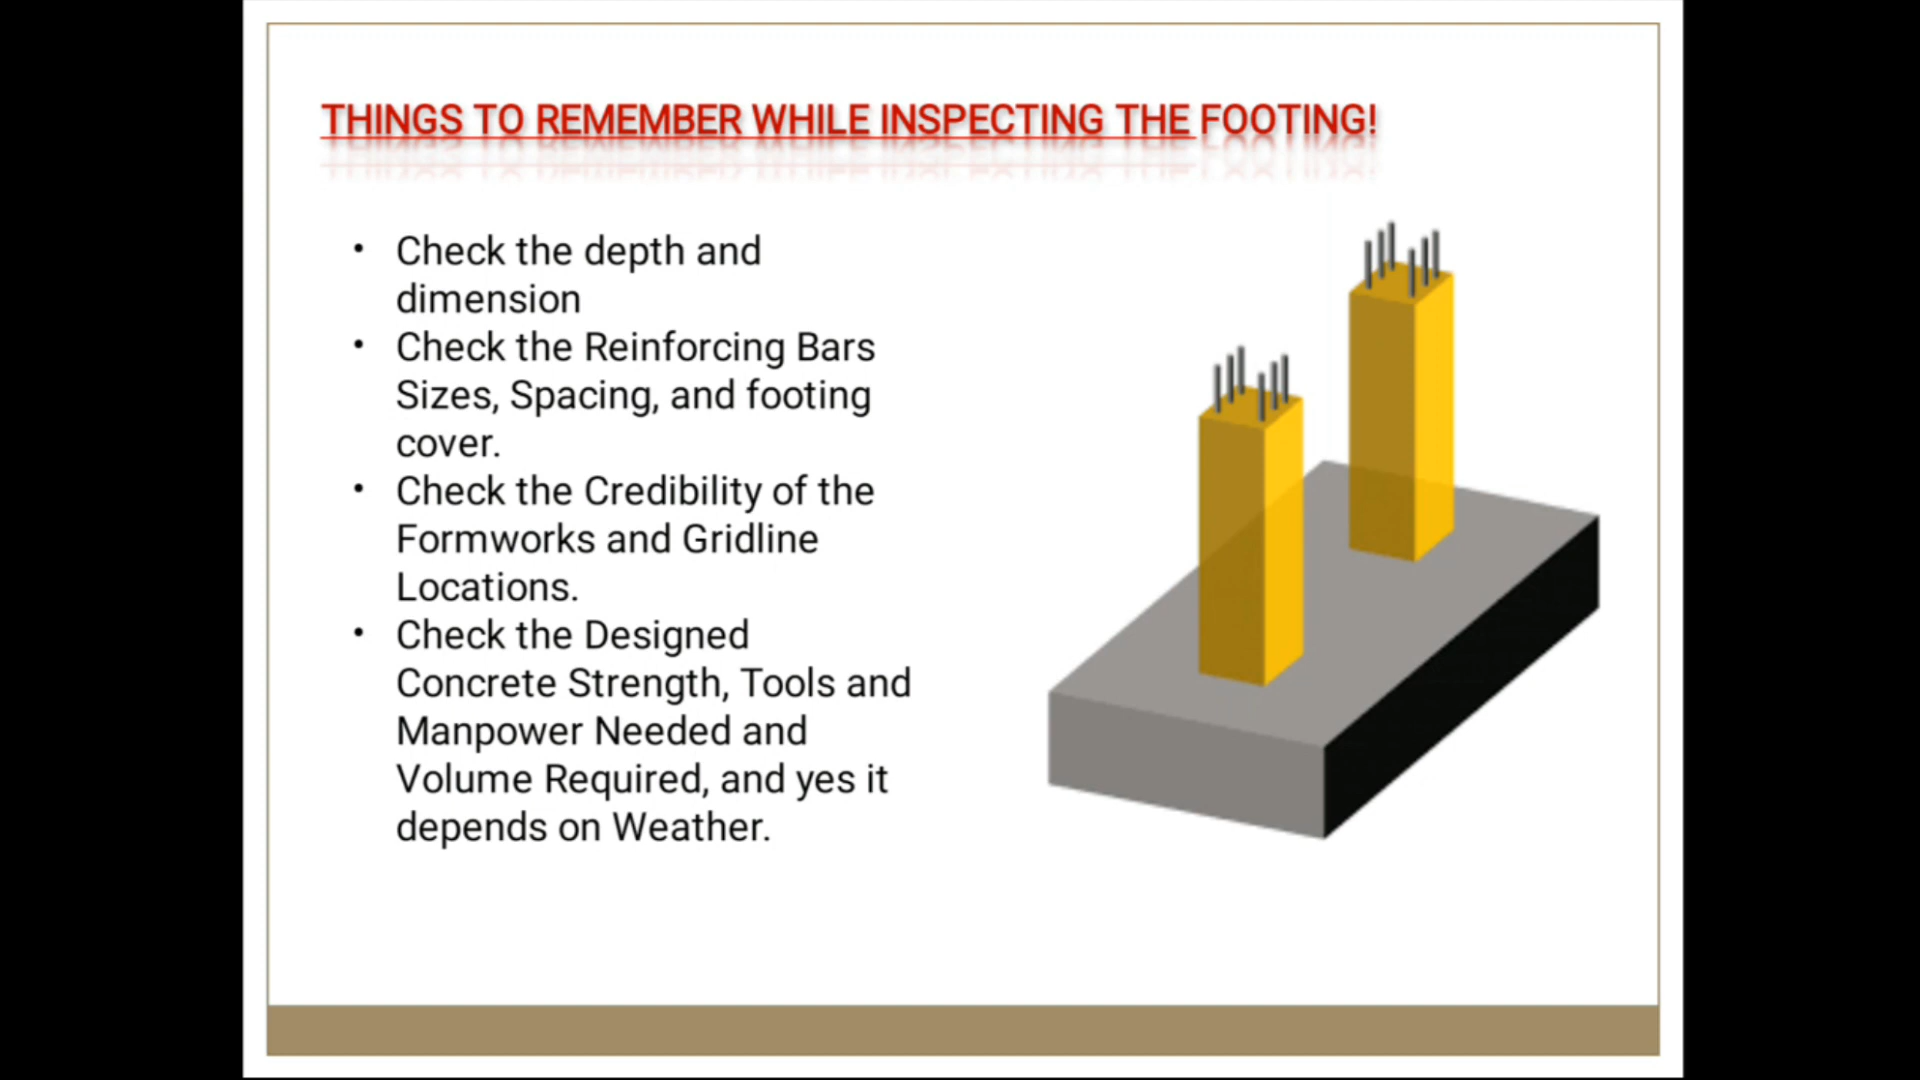 THINGS TO REMEMBER WHILE INSPECTING THE FOOTING!
• Check the depth and
dimension
• Check the Reinforcing Bars
Sizes, Spacing, and footing
cover.
• Check the Credibility of the
Formworks and Gridline
Locations.
• Check the Designed
Concrete Strength, Tools and
Manpower Needed and
Volume Required, and yes it
depends on Weather.